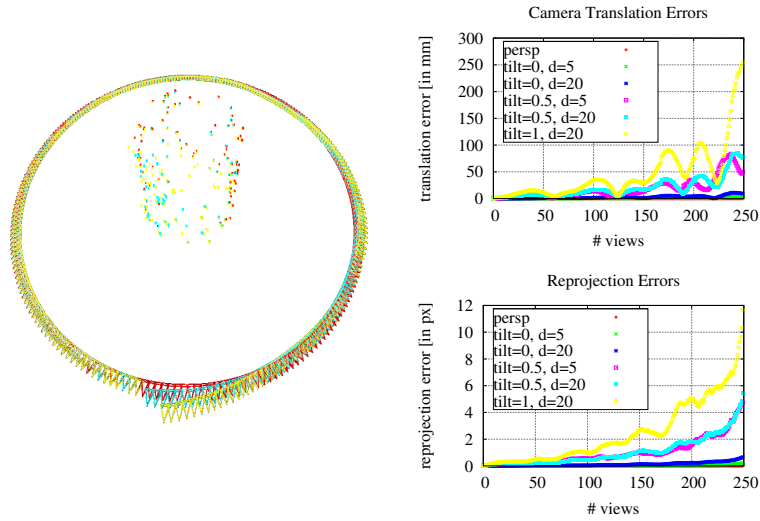 Camera Translation Errors
translation error [in mm]
300
250
200
150
100
50
0
persp
tilt=0, d=5
tilt=0, d=20
tilt=0.5, d=5
tilt=0.5, d=20
tilt=1, d=20
0 50 100 150 200 250
# views
Reprojection Errors
reprojection error [in px]
12
10
8
6
4
2
0
persp
tilt=0, d=5
tilt=0, d=20
tilt=0.5, d=5
tilt=0.5, d=20
tilt=1, d=20
0 50 100 150 200 250
# views